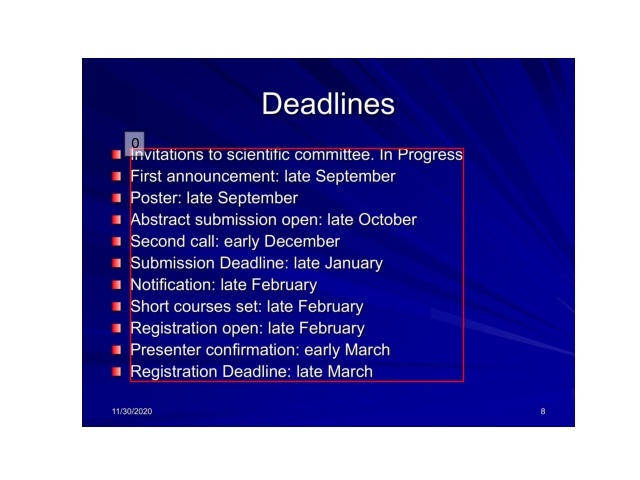 Deadlines
0
Invitations to scientific committee. In Progress
First announcement: late September
Poster: late September
Abstract submission open: late October
Second call: early December
Submission Deadline: late January
Notification: late February
Short courses set: late February
Registration open: late February
Presenter confirmation: early March
Registration Deadline: late March
11/30/2020
8